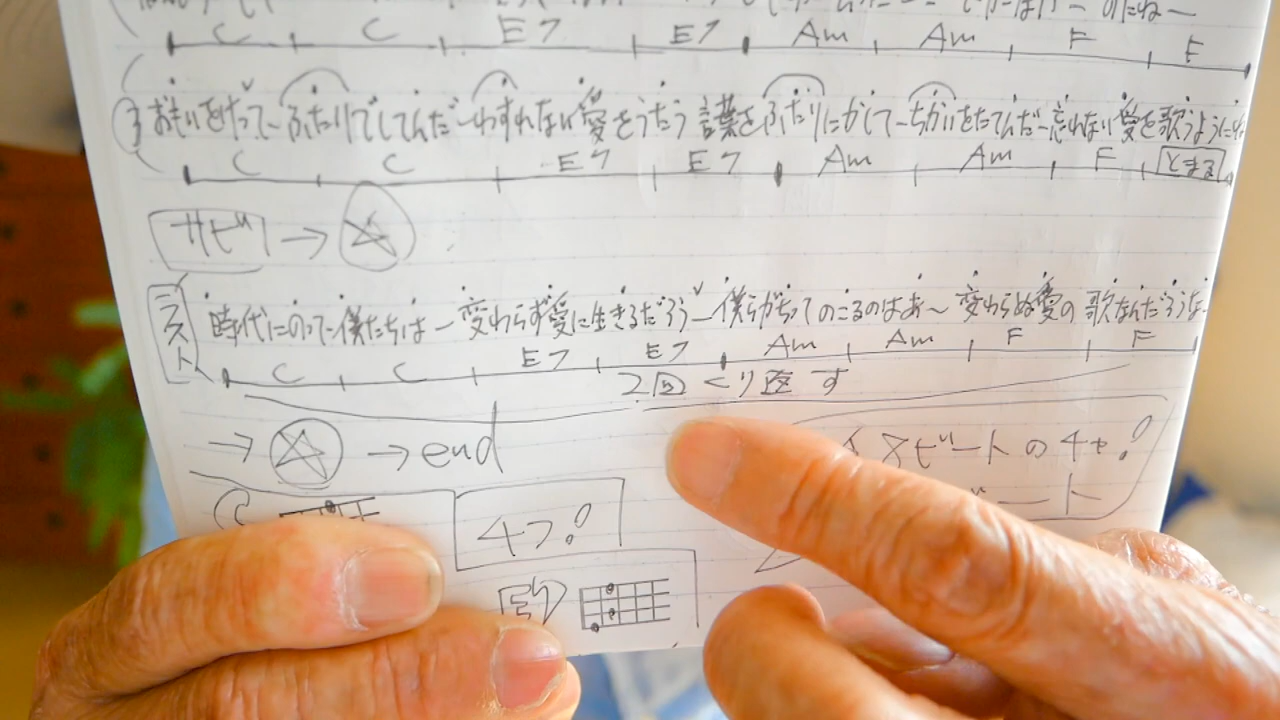 C C E7 E7 Am Am F F
③ おもいをたって〜ふたりでしてんだ〜わすれない愛をうたう 言葉をふたりにかして〜ちかいをたてんだ〜忘れない愛を歌うようにね
C C E7 E7 Am Am F とまる
サビ → ☆
ラスト 時代にのって〜僕たちは〜変わらず愛に生きるだろう〜僕らがちってのこるのはあ〜変わらぬ愛の歌なんだろうな
C C E7 E7 Am Am F F
2回くり返す
→ ☆ → end
8ビートのチャ!
ビート
C
4つ!
E7